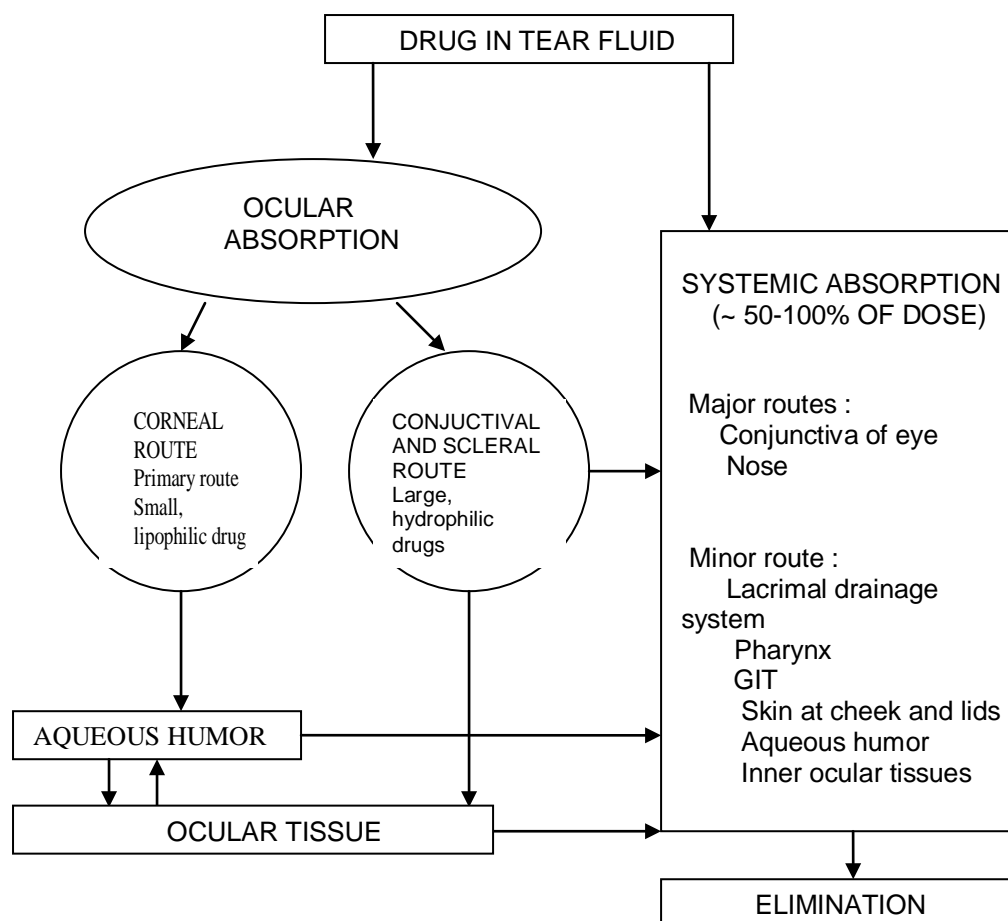 DRUG IN TEAR FLUID
OCULAR
ABSORPTION
CORNEAL
ROUTE
Primary route
Small,
lipophilic drug
CONJUCTIVAL
AND SCLERAL
ROUTE
Large,
hydrophilic
drugs
SYSTEMIC ABSORPTION
(~ 50-100% OF DOSE)
Major routes :
Conjunctiva of eye
Nose
Minor route :
Lacrimal drainage
system
Pharynx
GIT
Skin at cheek and lids
Aqueous humor
Inner ocular tissues
AQUEOUS HUMOR
OCULAR TISSUE
ELIMINATION